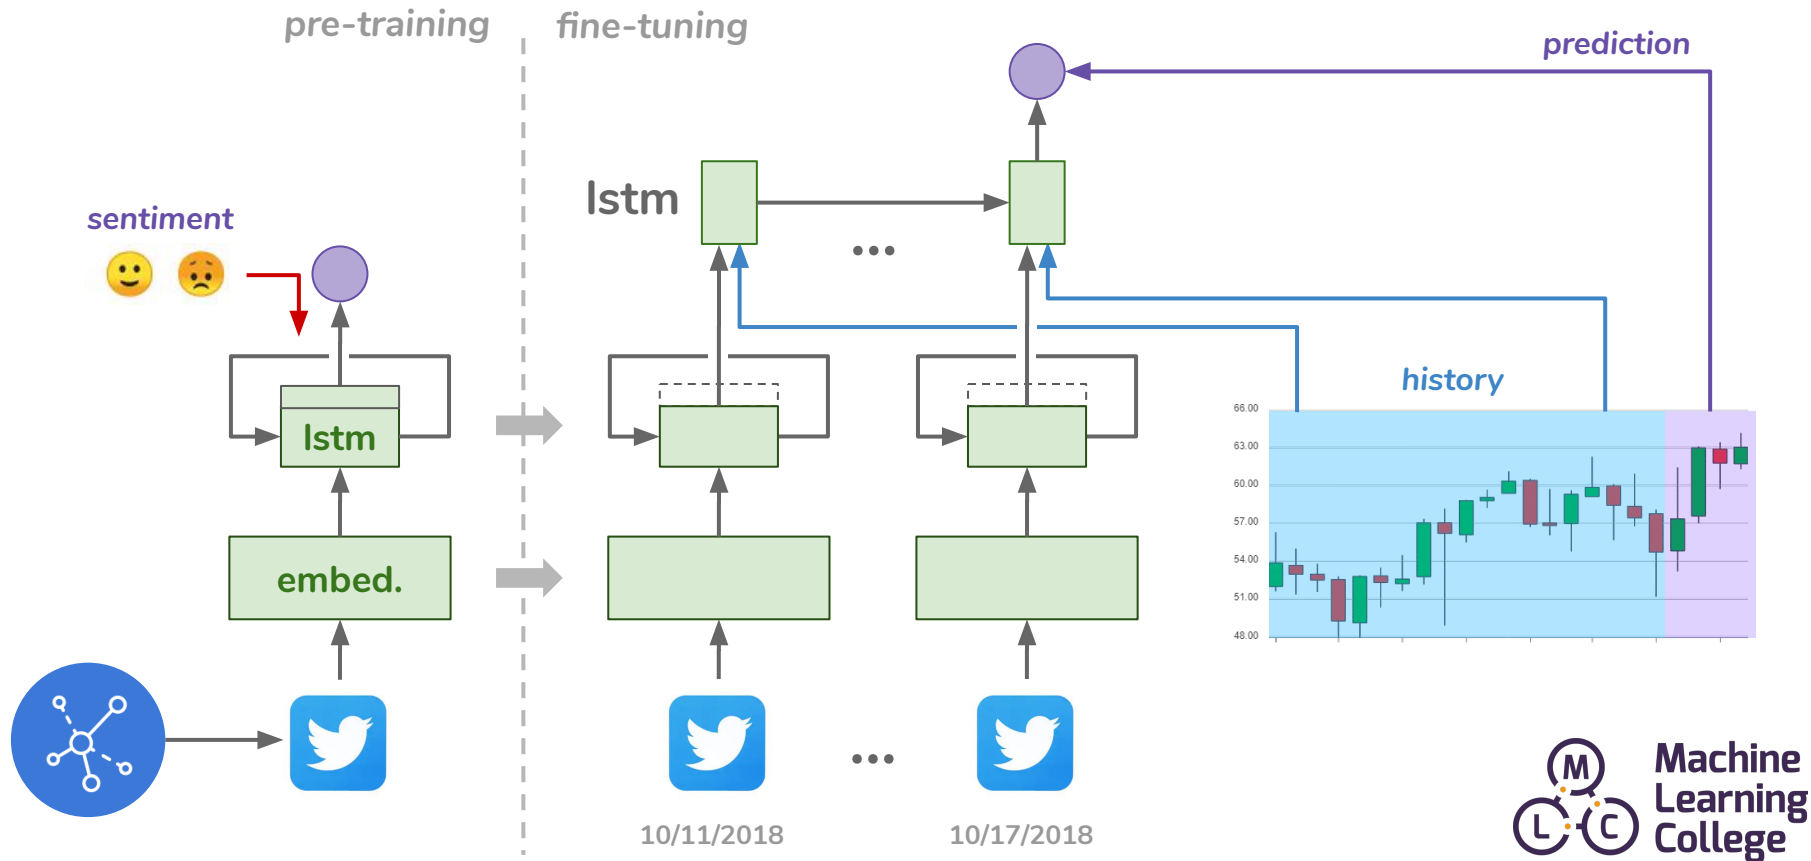 pre-training
fine-tuning
prediction
lstm
sentiment
•••
history
66.00
63.00
60.00
57.00
54.00
51.00
48.00
lstm
embed.
•••
10/11/2018
10/17/2018
M
L
C
Machine
Learning
College